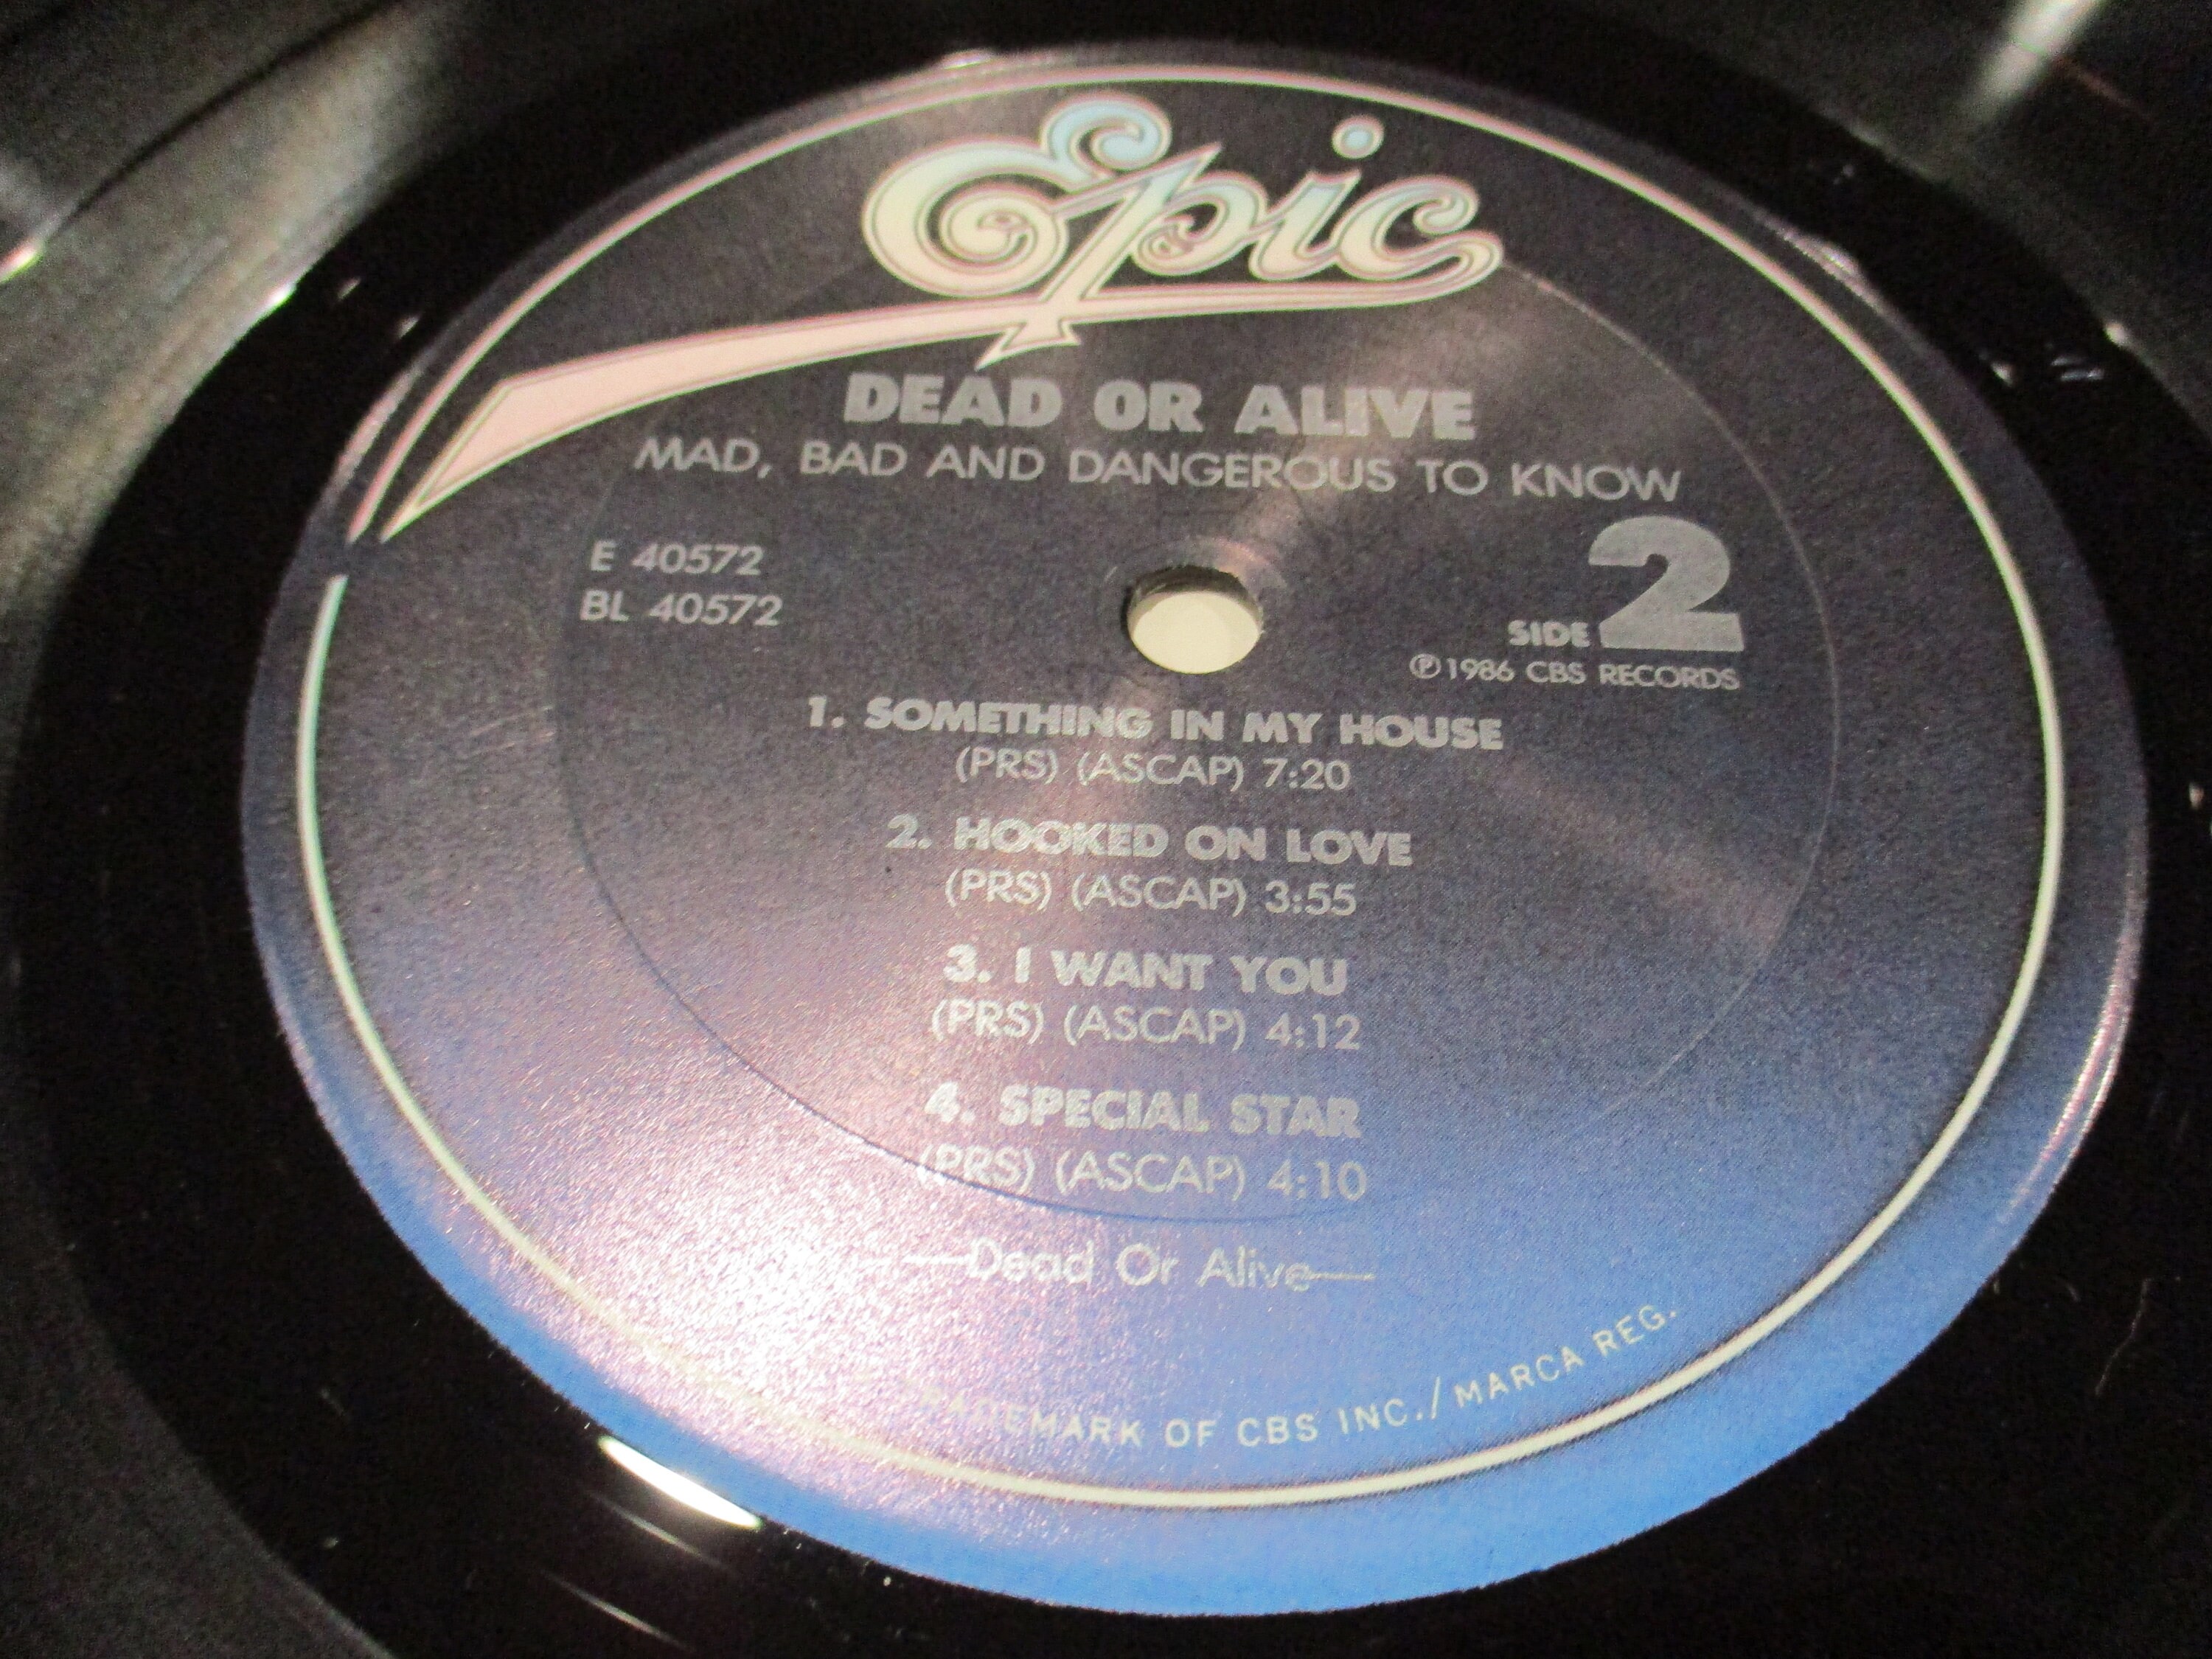 Epic
DEAD OR ALIVE
MAD, BAD AND DANGEROUS TO KNOW
E 40572
BL 40572
SIDE 2
℗1986 CBS RECORDS
1. SOMETHING IN MY HOUSE
(PRS) (ASCAP) 7:20
2. HOOKED ON LOVE
(PRS) (ASCAP) 3:55
3. I WANT YOU
(PRS) (ASCAP) 4:12
4. SPECIAL STAR
(PRS) (ASCAP) 4:10
—Dead Or Alive—
TRADEMARK OF CBS INC./MARCA REG.